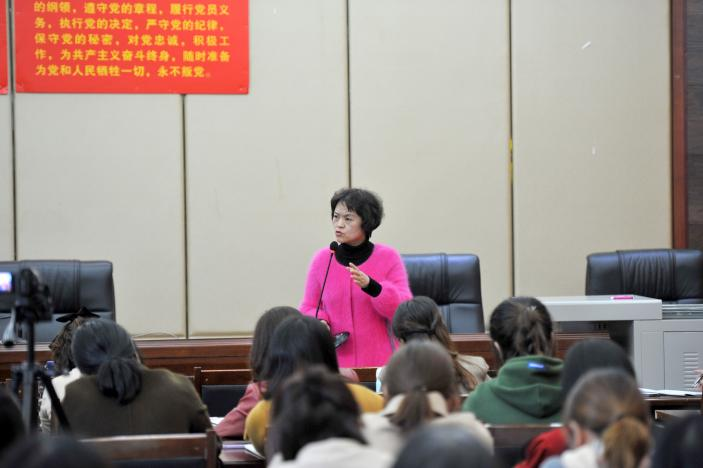 的纲领，遵守党的章程，履行党员义
务，执行党的决定，严守党的纪律，
保守党的秘密，对党忠诚，积极工
作，为共产主义奋斗终身，随时准备
为党和人民牺牲一切，永不叛党。